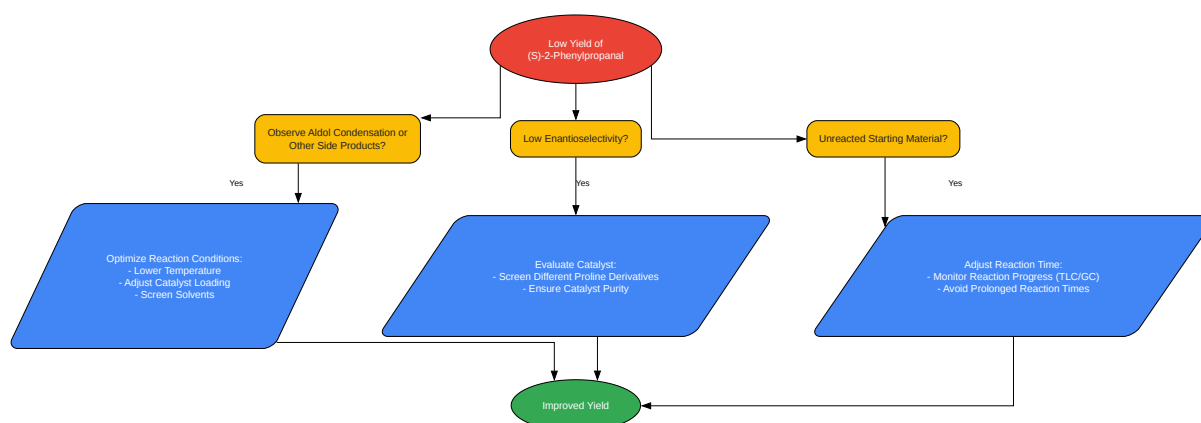 Low Yield of
(S)-2-Phenylpropanal
Observe Aldol Condensation or
Other Side Products?
Low Enantioselectivity?
Unreacted Starting Material?
Yes
Yes
Yes
Optimize Reaction Conditions:
- Lower Temperature
- Adjust Catalyst Loading
- Screen Solvents
Evaluate Catalyst:
- Screen Different Proline Derivatives
- Ensure Catalyst Purity
Adjust Reaction Time:
- Monitor Reaction Progress (TLC/GC)
- Avoid Prolonged Reaction Times
Improved Yield